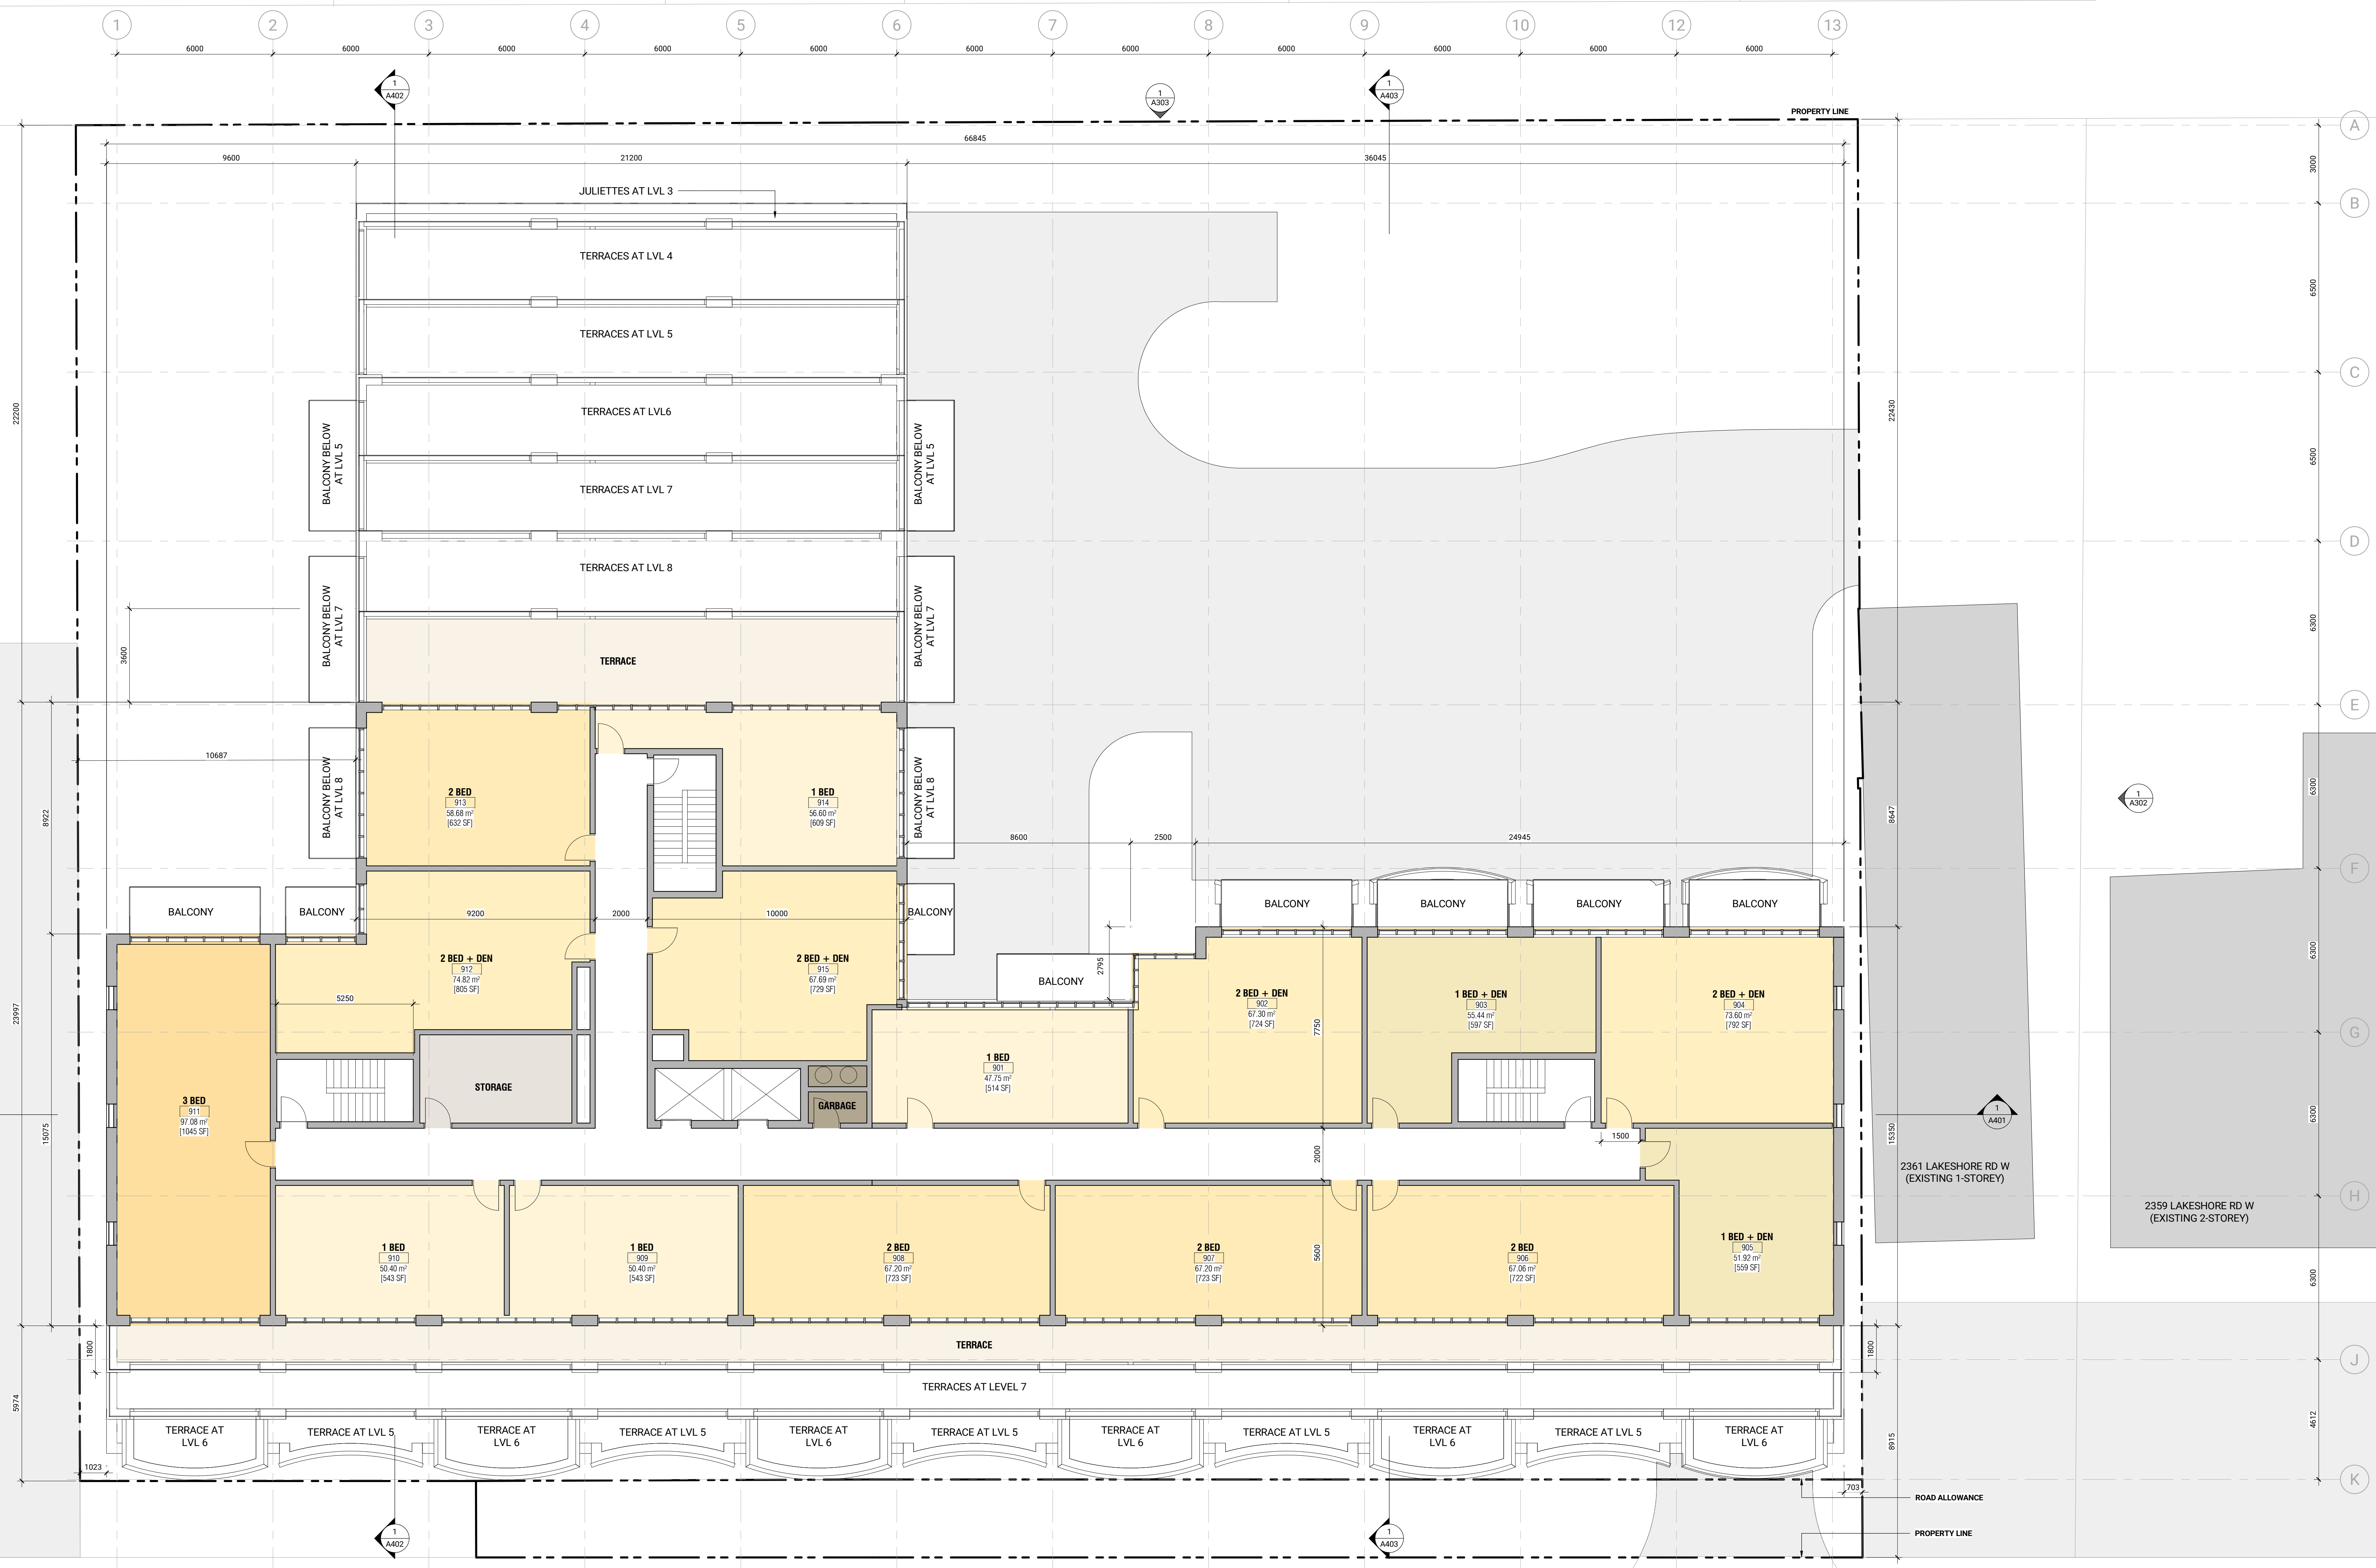 1 2 3 4 5 6 7 8 9 10 12 13
6000 6000 6000 6000 6000 6000 6000 6000 6000 6000 6000
1
A402
1
A303
1
A403
PROPERTY LINE
A
66845
9600 21200 36045
3000
JULIETTES AT LVL 3
B
TERRACES AT LVL 4
6500
TERRACES AT LVL 5
C
22200
22430
TERRACES AT LVL6
BALCONY BELOW
AT LVL 5
BALCONY BELOW
AT LVL 5
6500
TERRACES AT LVL 7
D
TERRACES AT LVL 8
BALCONY BELOW
AT LVL 7
BALCONY BELOW
AT LVL 7
6300
3600
TERRACE
E
10687
BALCONY BELOW
AT LVL 8
2 BED
913
58.68 m²
[632 SF]
1 BED
914
56.60 m²
[609 SF]
BALCONY BELOW
AT LVL 8
6300
1
A302
8922
8647
8600 2500 24945
F
BALCONY
BALCONY
9200 2000 10000
BALCONY
BALCONY
BALCONY
BALCONY
BALCONY
2 BED + DEN
912
74.82 m²
[805 SF]
2 BED + DEN
915
67.69 m²
[729 SF]
2795
BALCONY
6300
5250
2 BED + DEN
902
67.30 m²
[724 SF]
1 BED + DEN
903
55.44 m²
[597 SF]
2 BED + DEN
904
73.60 m²
[792 SF]
23997
7750
G
1 BED
901
47.75 m²
[514 SF]
STORAGE
GARBAGE
3 BED
911
97.08 m²
[1045 SF]
6300
1
A401
15075
15350
1500
2000
2361 LAKESHORE RD W
(EXISTING 1-STOREY)
H
2359 LAKESHORE RD W
(EXISTING 2-STOREY)
1 BED
910
50.40 m²
[543 SF]
1 BED
909
50.40 m²
[543 SF]
2 BED
908
67.20 m²
[723 SF]
2 BED
907
67.20 m²
[723 SF]
5600
2 BED
906
67.06 m²
[722 SF]
1 BED + DEN
905
51.92 m²
[559 SF]
6300
1800
TERRACE
1800
J
TERRACES AT LEVEL 7
5974
4612
8915
TERRACE AT
LVL 6
TERRACE AT LVL 5
TERRACE AT
LVL 6
TERRACE AT LVL 5
TERRACE AT
LVL 6
TERRACE AT LVL 5
TERRACE AT
LVL 6
TERRACE AT LVL 5
TERRACE AT
LVL 6
TERRACE AT LVL 5
TERRACE AT
LVL 6
1023
703
K
ROAD ALLOWANCE
1
A402
1
A403
PROPERTY LINE